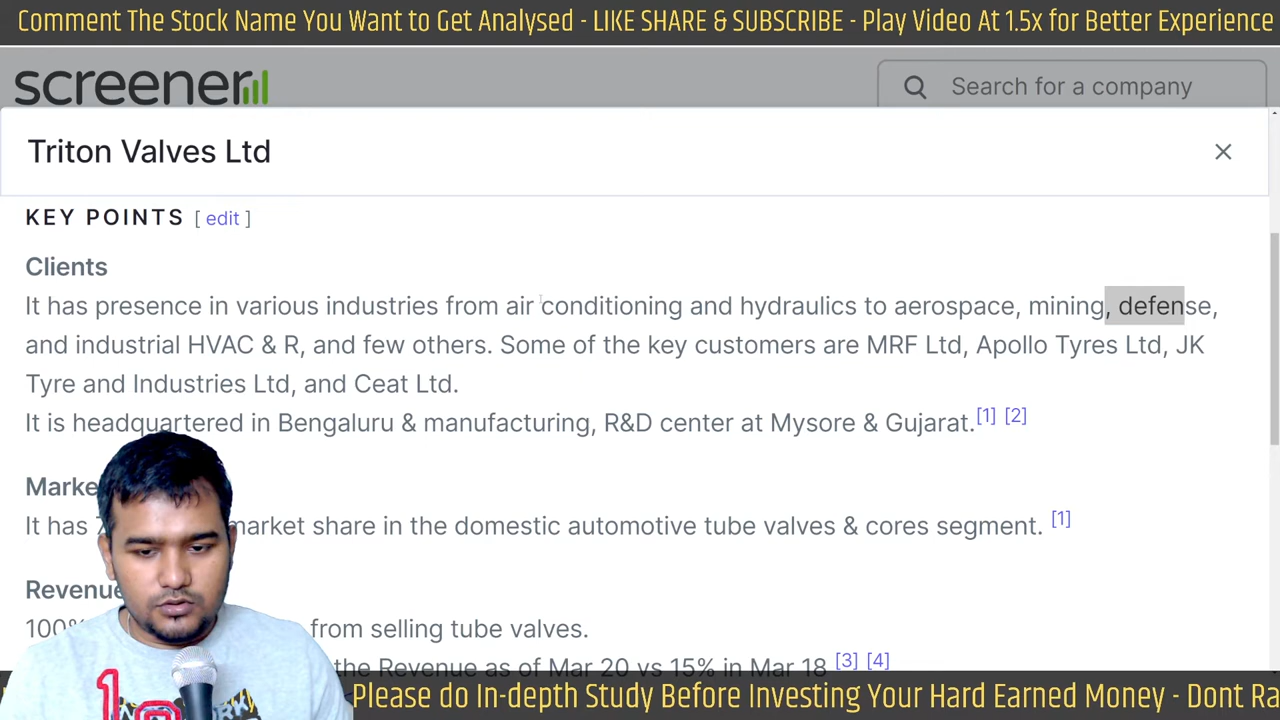 Comment The Stock Name You Want to Get Analysed - LIKE SHARE & SUBSCRIBE - Play Video At 1.5x for Better Experience
screener
Search for a company
Triton Valves Ltd
KEY POINTS [ edit ]
Clients
It has presence in various industries from air conditioning and hydraulics to aerospace, mining, defense,
and industrial HVAC & R, and few others. Some of the key customers are MRF Ltd, Apollo Tyres Ltd, JK
Tyre and Industries Ltd, and Ceat Ltd.
It is headquartered in Bengaluru & manufacturing, R&D center at Mysore & Gujarat.[1] [2]
It has market share in the domestic automotive tube valves & cores segment. [1]
Revenue
100% from selling tube valves.
the Revenue as of Mar 20 vs 15% in Mar 18 [3] [4]
Please do In-depth Study Before Investing Your Hard Earned Money - Dont Ra